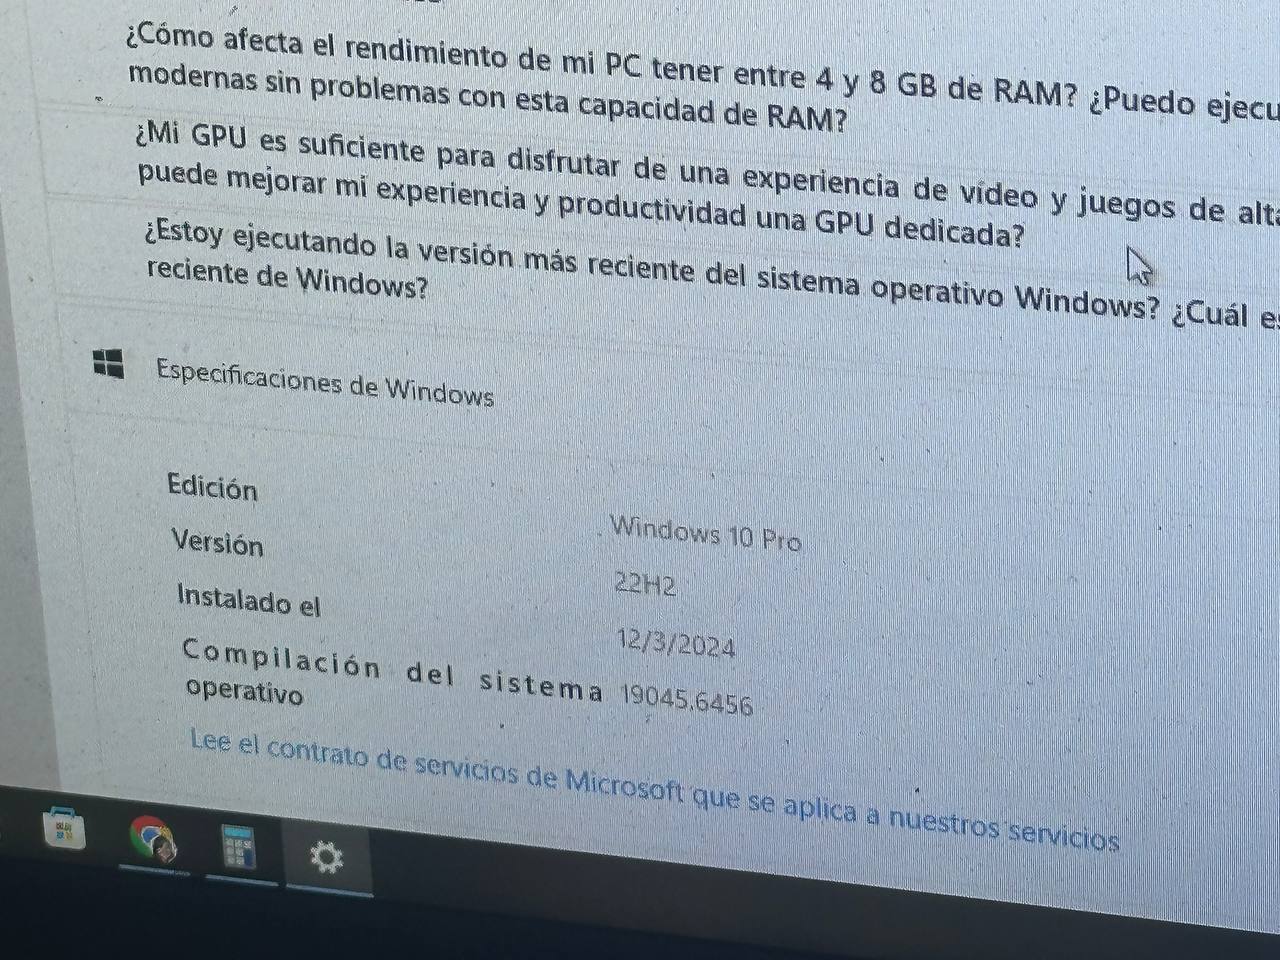 ¿Cómo afecta el rendimiento de mi PC tener entre 4 y 8 GB de RAM? ¿Puedo ejecu
modernas sin problemas con esta capacidad de RAM?
¿Mi GPU es suficiente para disfrutar de una experiencia de vídeo y juegos de alta
puede mejorar mi experiencia y productividad una GPU dedicada?
¿Estoy ejecutando la versión más reciente del sistema operativo Windows? ¿Cuál es
reciente de Windows?
Especificaciones de Windows
Edición
Windows 10 Pro
Versión
22H2
Instalado el
12/3/2024
Compilación del sistema
operativo
19045.6456
Lee el contrato de servicios de Microsoft que se aplica a nuestros servicios